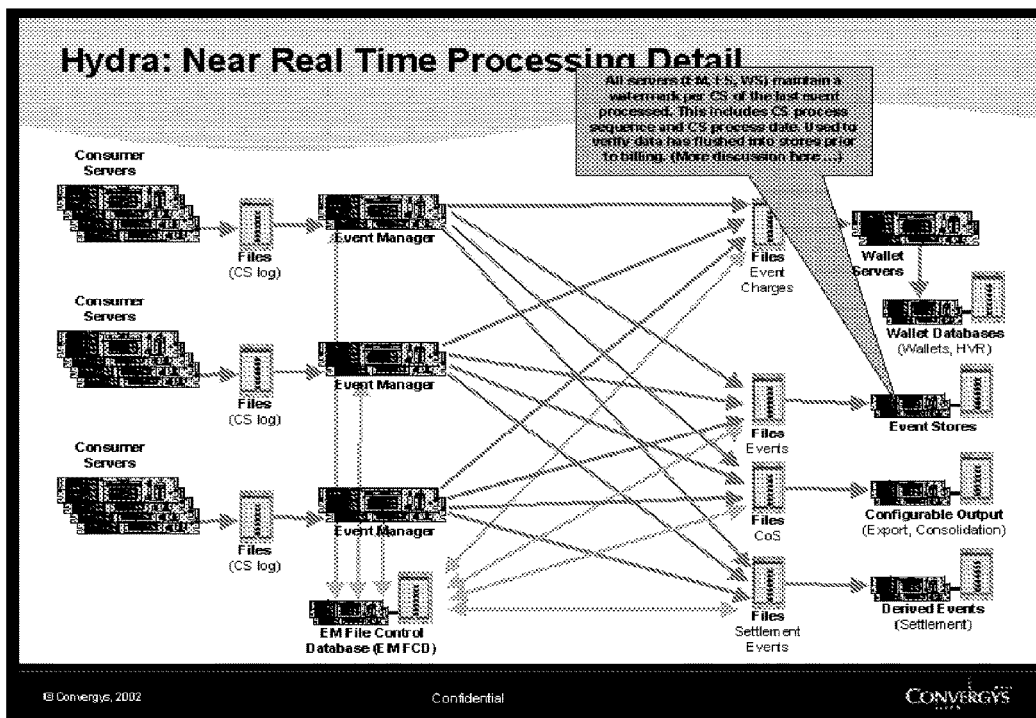 Hydra: Near Real Time Processing Detail
All servers (EM, ES, WS) maintain a
watermark per CS of the last event
processed. This includes CS process
sequence and CS process date. Used to
verify data has flushed into stores prior
to billing. (More discussion here ...)
Consumer
Servers
Files
(CS log)
Event Manager
Files
Event
Charges
Wallet
Servers
Wallet Databases
(Wallets, HVR)
Consumer
Servers
Files
(CS log)
Event Manager
Files
Events
Event Stores
Consumer
Servers
Files
(CS log)
Event Manager
Files
CoS
Configurable Output
(Export, Consolidation)
EM File Control
Database (EM FCD)
Files
Settlement
Events
Derived Events
(Settlement)
© Convergys, 2002
Confidential
CONVERGYS